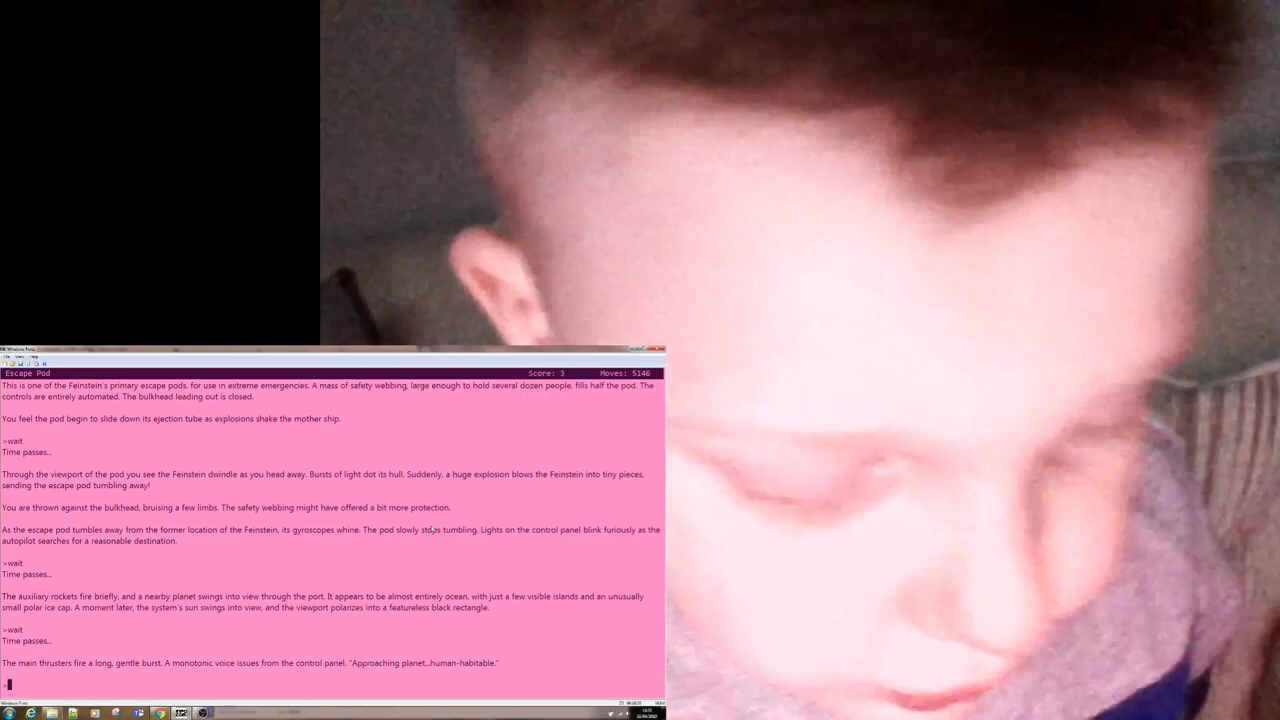 Windows Frotz
File View Help
Escape Pod Score: 3 Moves: 5146
This is one of the Feinstein's primary escape pods, for use in extreme emergencies. A mass of safety webbing, large enough to hold several dozen people, fills half the pod. The
controls are entirely automated. The bulkhead leading out is closed.
You feel the pod begin to slide down its ejection tube as explosions shake the mother ship.
>wait
Time passes...
Through the viewport of the pod you see the Feinstein dwindle as you head away. Bursts of light dot its hull. Suddenly, a huge explosion blows the Feinstein into tiny pieces,
sending the escape pod tumbling away!
You are thrown against the bulkhead, bruising a few limbs. The safety webbing might have offered a bit more protection.
As the escape pod tumbles away from the former location of the Feinstein, its gyroscopes whine. The pod slowly stops tumbling. Lights on the control panel blink furiously as the
autopilot searches for a reasonable destination.
>wait
Time passes...
The auxiliary rockets fire briefly, and a nearby planet swings into view through the port. It appears to be almost entirely ocean, with just a few visible islands and an unusually
small polar ice cap. A moment later, the system's sun swings into view, and the viewport polarizes into a featureless black rectangle.
>wait
Time passes...
The main thrusters fire a long, gentle burst. A monotonic voice issues from the control panel. "Approaching planet...human-habitable."
>
Windows Frotz